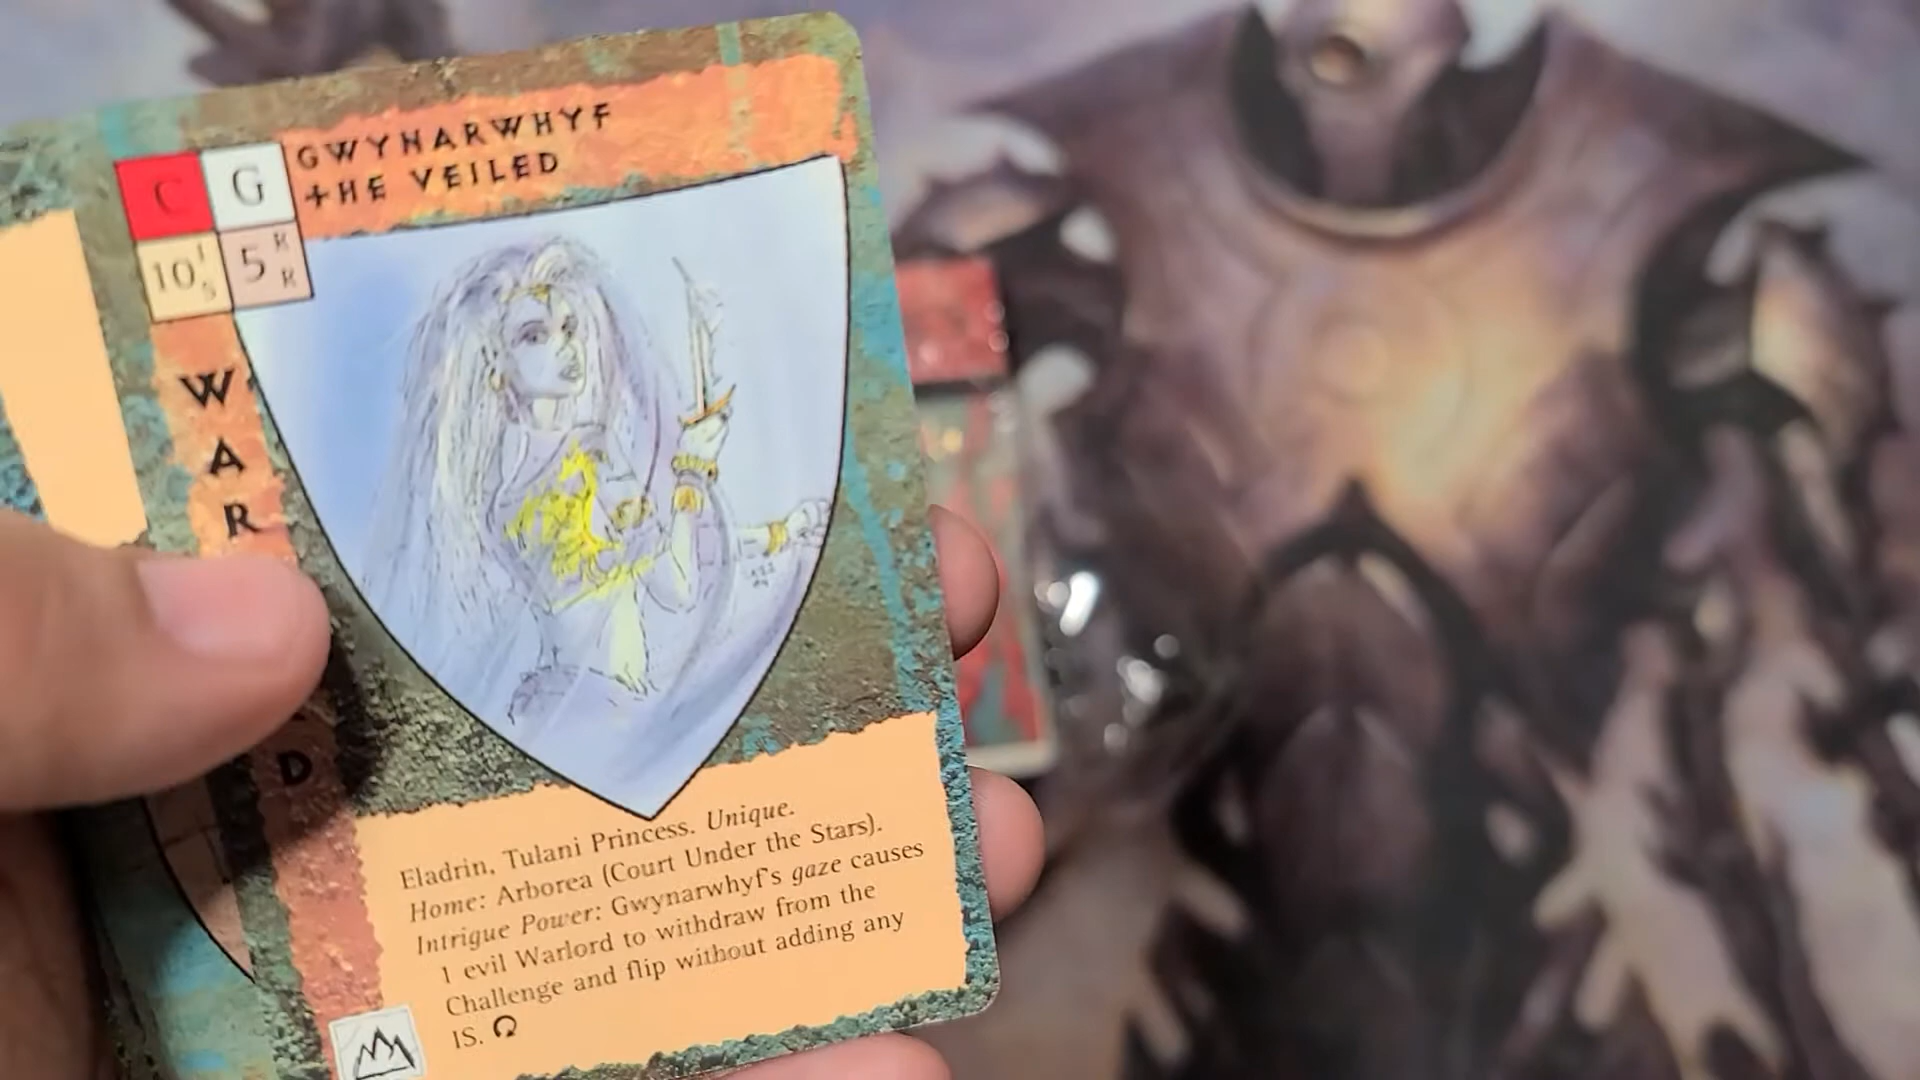 GWYNARWHYF
THE VEILED
C G
10 I S 5 R R
W
A
R
D
Eladrin, Tulani Princess. Unique.
Home: Arborea (Court Under the Stars).
Intrigue Power: Gwynarwhyf's gaze causes
1 evil Warlord to withdraw from the
Challenge and flip without adding any
IS.